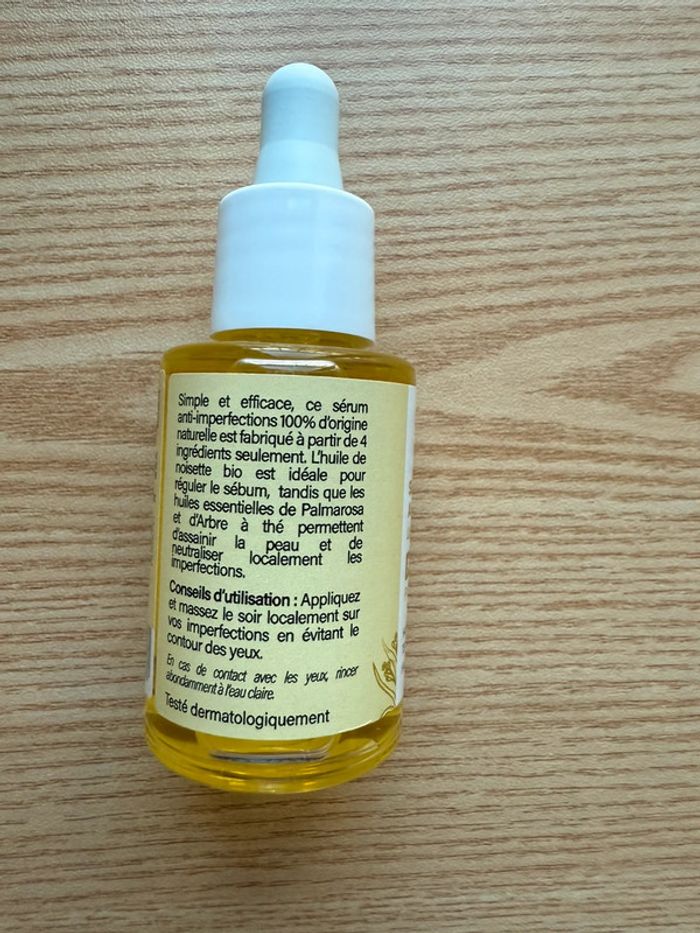 Simple et efficace, ce sérum
anti-imperfections 100% d'origine
naturelle est fabriqué à partir de 4
ingrédients seulement. L'huile de
noisette bio est idéale pour
réguler le sébum, tandis que les
huiles essentielles de Palmarosa
et d'Arbre à thé permettent
d'assainir la peau et de
neutraliser localement les
imperfections.
Conseils d'utilisation : Appliquez
et massez le soir localement sur
vos imperfections en évitant le
contour des yeux.
En cas de contact avec les yeux, rincer
abondamment à l'eau claire.
Testé dermatologiquement